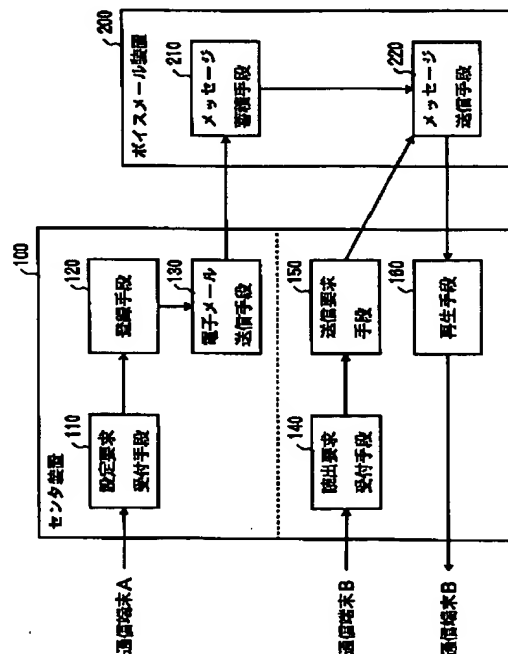 200
ボイスメール装置
210
メッセージ
蓄積手段
220
メッセージ
送信手段
100
センタ装置
120
登録手段
130
電子メール
送信手段
150
送信要求
手段
160
再生手段
110
設定要求
受付手段
140
読出要求
受付手段
通信端末A
通信端末B
通信端末B